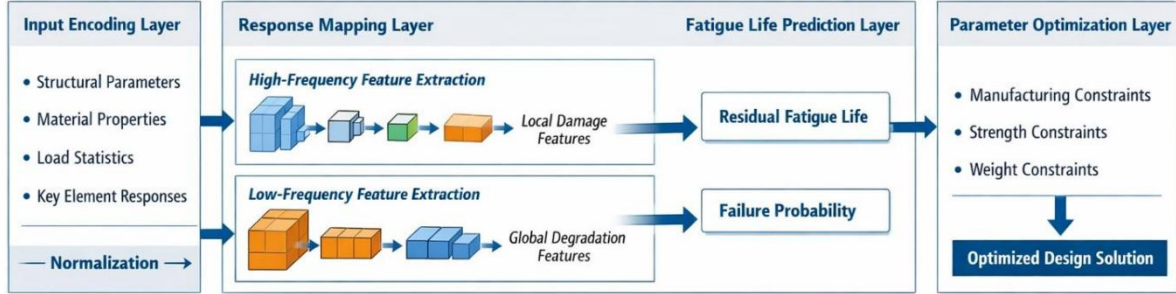 Input Encoding Layer
• Structural Parameters
• Material Properties
• Load Statistics
• Key Element Responses
Normalization
Response Mapping Layer
High-Frequency Feature Extraction
Local Damage
Features
Low-Frequency Feature Extraction
Global Degradation
Features
Fatigue Life Prediction Layer
Residual Fatigue Life
Failure Probability
Parameter Optimization Layer
• Manufacturing Constraints
• Strength Constraints
• Weight Constraints
Optimized Design Solution